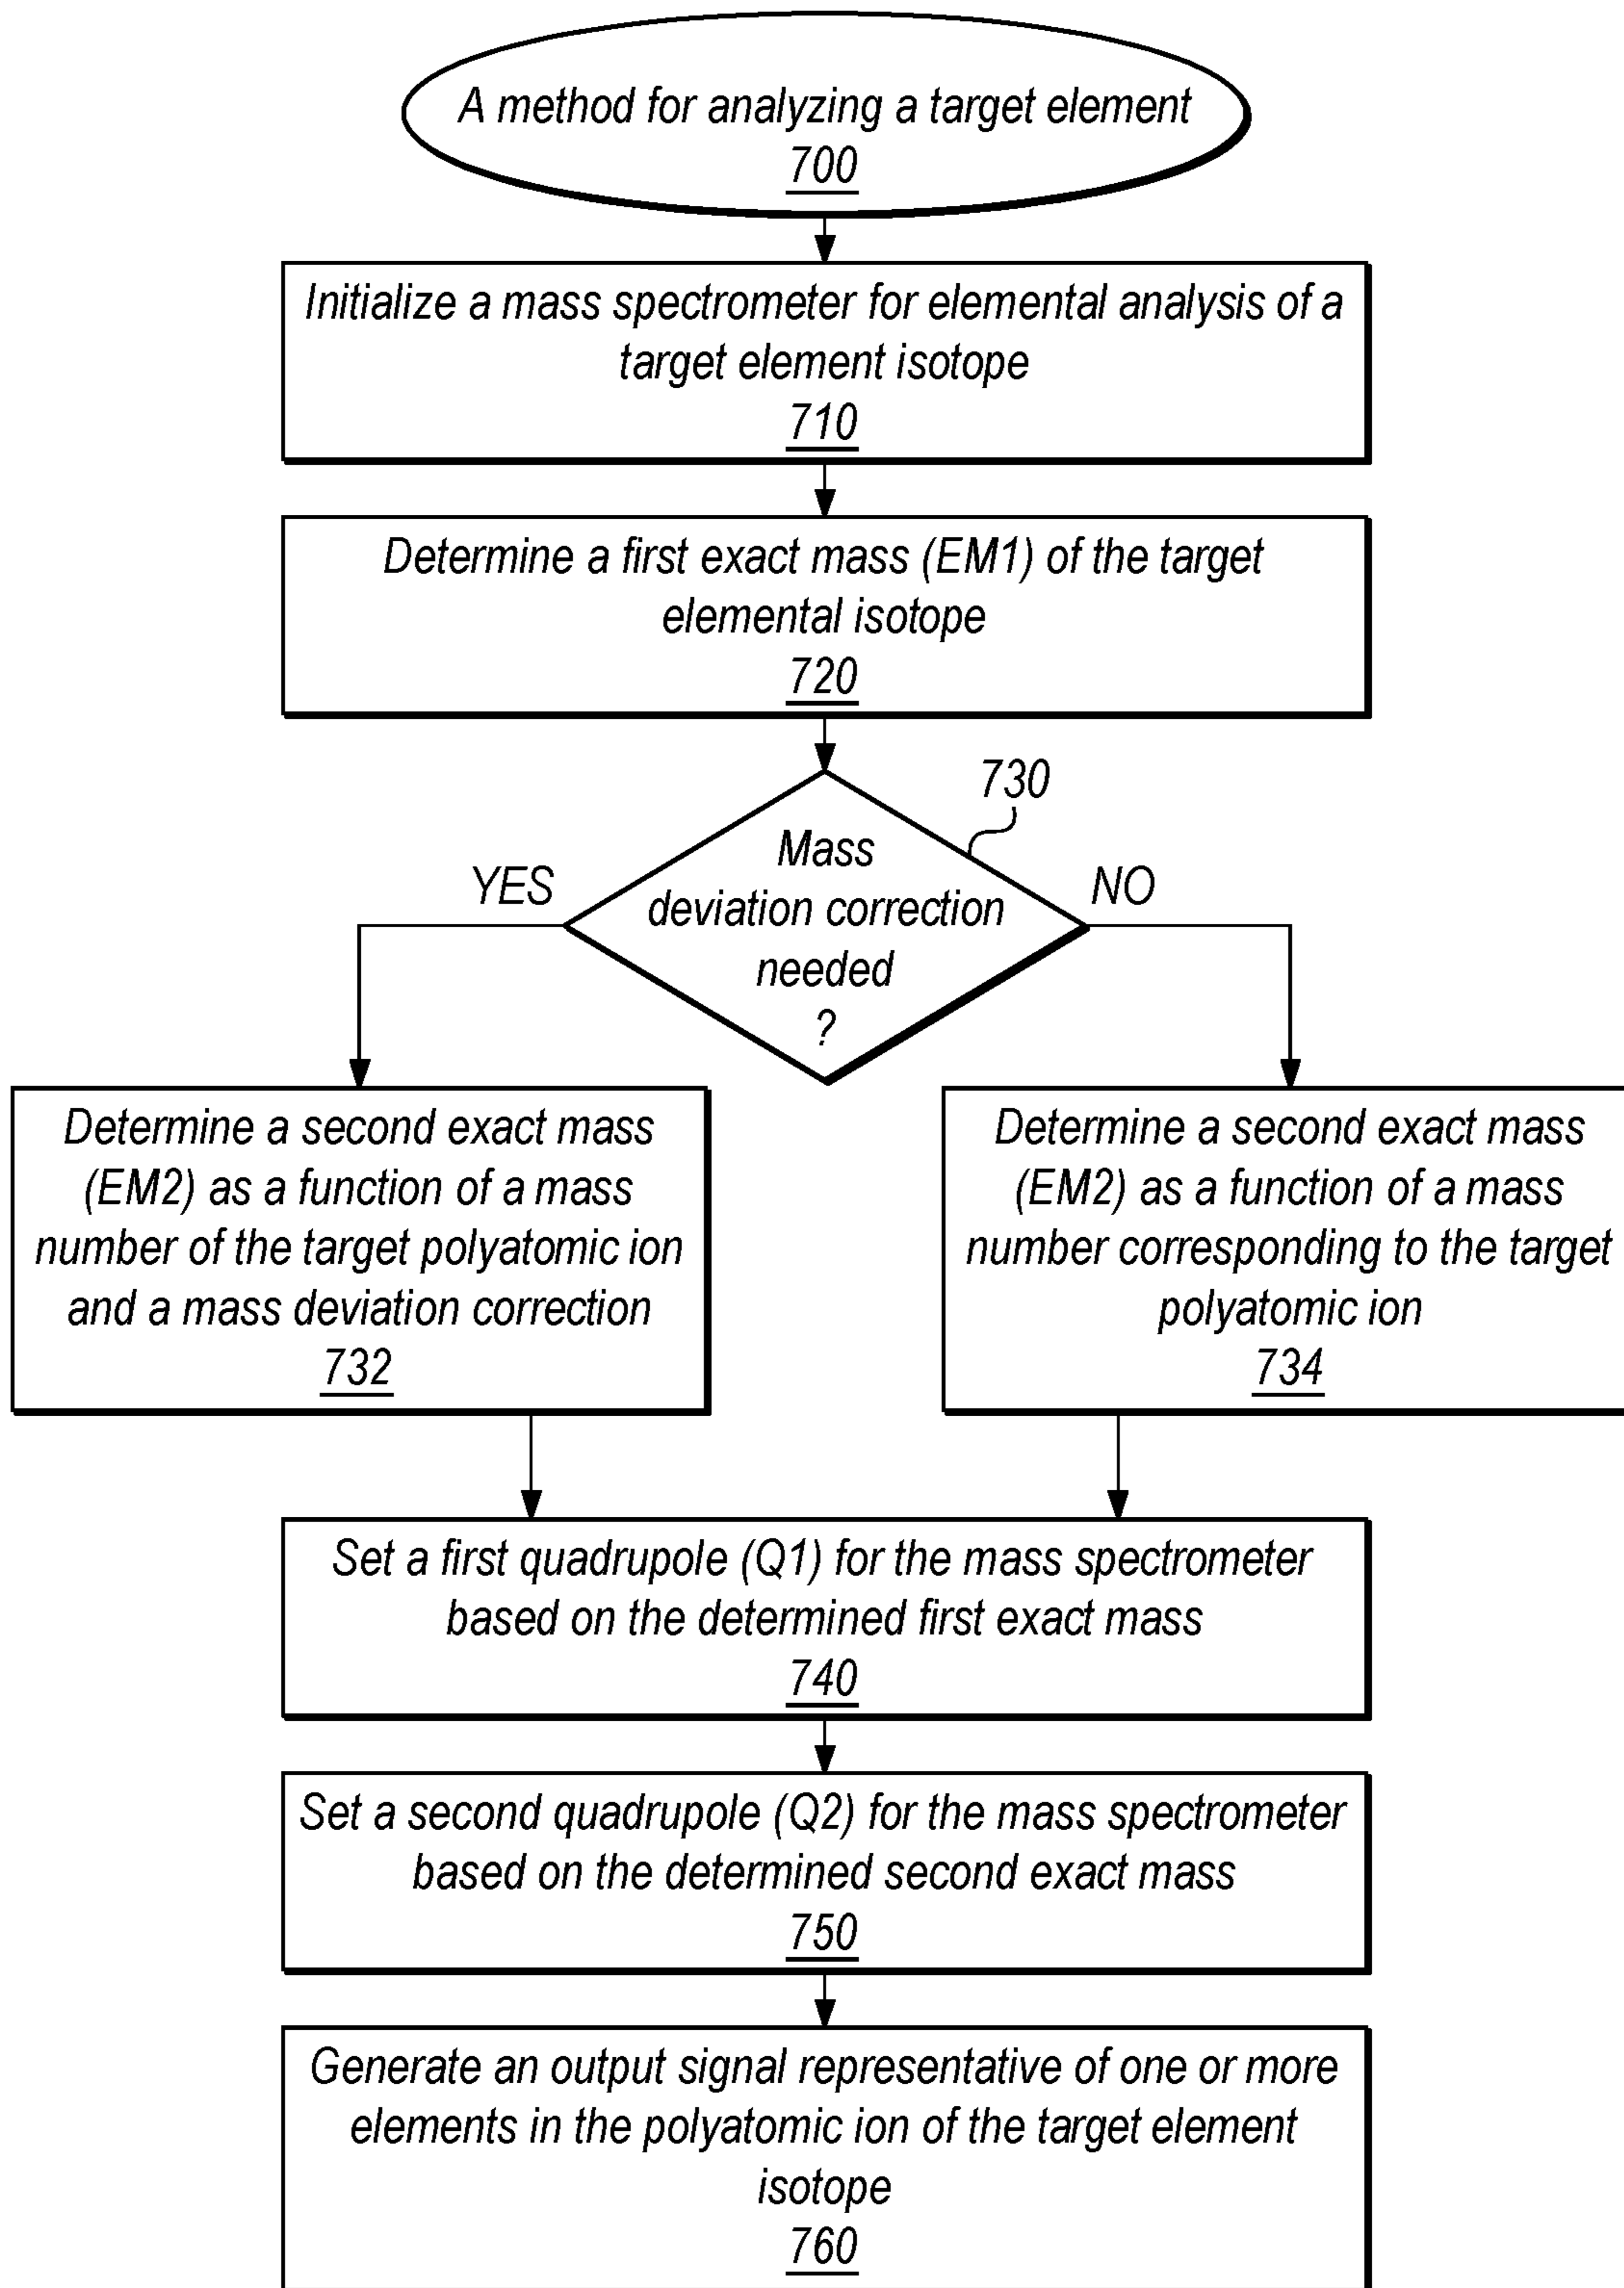 A method for analyzing a target element
700
Initialize a mass spectrometer for elemental analysis of a
target element isotope
710
Determine a first exact mass (EM1) of the target
elemental isotope
720
730
Mass
deviation correction
needed
?
YES
NO
Determine a second exact mass
(EM2) as a function of a mass
number of the target polyatomic ion
and a mass deviation correction
732
Determine a second exact mass
(EM2) as a function of a mass
number corresponding to the target
polyatomic ion
734
Set a first quadrupole (Q1) for the mass spectrometer
based on the determined first exact mass
740
Set a second quadrupole (Q2) for the mass spectrometer
based on the determined second exact mass
750
Generate an output signal representative of one or more
elements in the polyatomic ion of the target element
isotope
760